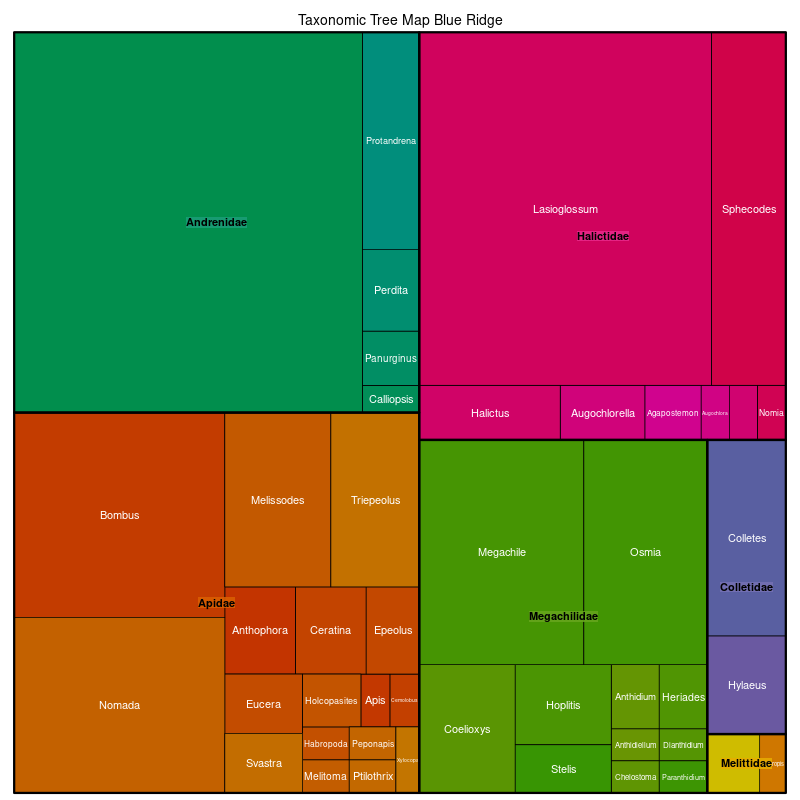 Taxonomic Tree Map Blue Ridge
Protandrena
Andrenidae
Perdita
Panurginus
Calliopsis
Lasioglossum
Sphecodes
Halictidae
Halictus
Augochlorella
Agapostemon
Augochlora
Nomia
Bombus
Melissodes
Triepeolus
Apidae
Anthophora
Ceratina
Epeolus
Nomada
Eucera
Holcopasites
Apis
Svastra
Habropoda
Peponapis
Melitoma
Ptilothrix
Megachile
Osmia
Megachilidae
Coelioxys
Hoplitis
Anthidium
Heriades
Stelis
Anthidiellum
Dianthidium
Chelostoma
Paranthidium
Colletes
Colletidae
Hylaeus
Melittidae